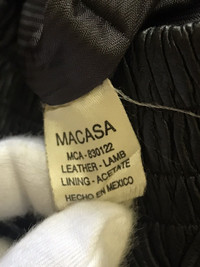 MACASA
MCA-830122
LEATHER-LAMB
LINING-ACETATE
HECHO EN MEXICO